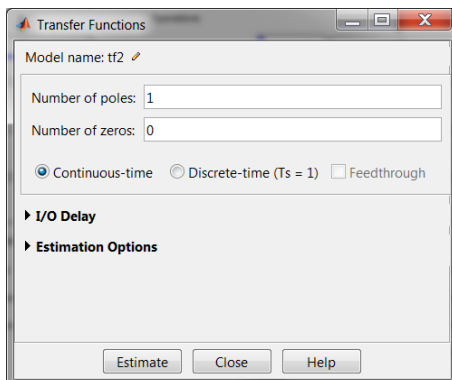 Transfer Functions
Model name: tf2
Number of poles: 1
Number of zeros: 0
Continuous-time Discrete-time (Ts = 1) Feedthrough
I/O Delay
Estimation Options
Estimate Close Help